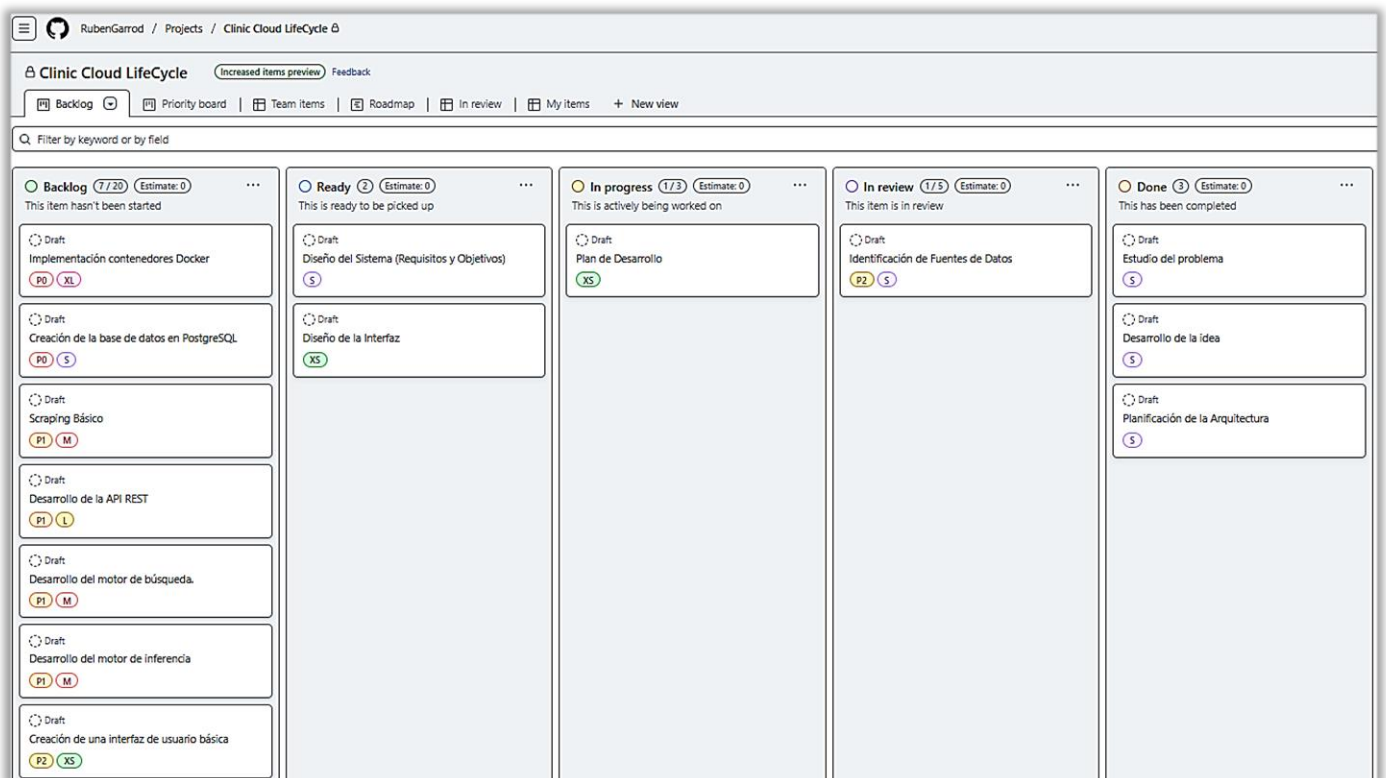 RubenGarrod / Projects / Clinic Cloud LifeCycle
Clinic Cloud LifeCycle Increased items preview Feedback
Backlog Priority board Team items Roadmap In review My items + New view
Filter by keyword or by field
Backlog 7 / 20 Estimate: 0 ...
This item hasn't been started
Draft
Implementación contenedores Docker
P0 XL
Draft
Creación de la base de datos en PostgreSQL
P0 S
Draft
Scraping Básico
P1 M
Draft
Desarrollo de la API REST
P1 L
Draft
Desarrollo del motor de búsqueda.
P1 M
Draft
Desarrollo del motor de inferencia
P1 M
Draft
Creación de una interfaz de usuario básica
P2 XS
Ready 2 Estimate: 0 ...
This is ready to be picked up
Draft
Diseño del Sistema (Requisitos y Objetivos)
S
Draft
Diseño de la Interfaz
XS
In progress 1 / 3 Estimate: 0 ...
This is actively being worked on
Draft
Plan de Desarrollo
XS
In review 1 / 5 Estimate: 0 ...
This item is in review
Draft
Identificación de Fuentes de Datos
P2 S
Done 3 Estimate: 0 ...
This has been completed
Draft
Estudio del problema
S
Draft
Desarrollo de la idea
S
Draft
Planificación de la Arquitectura
S